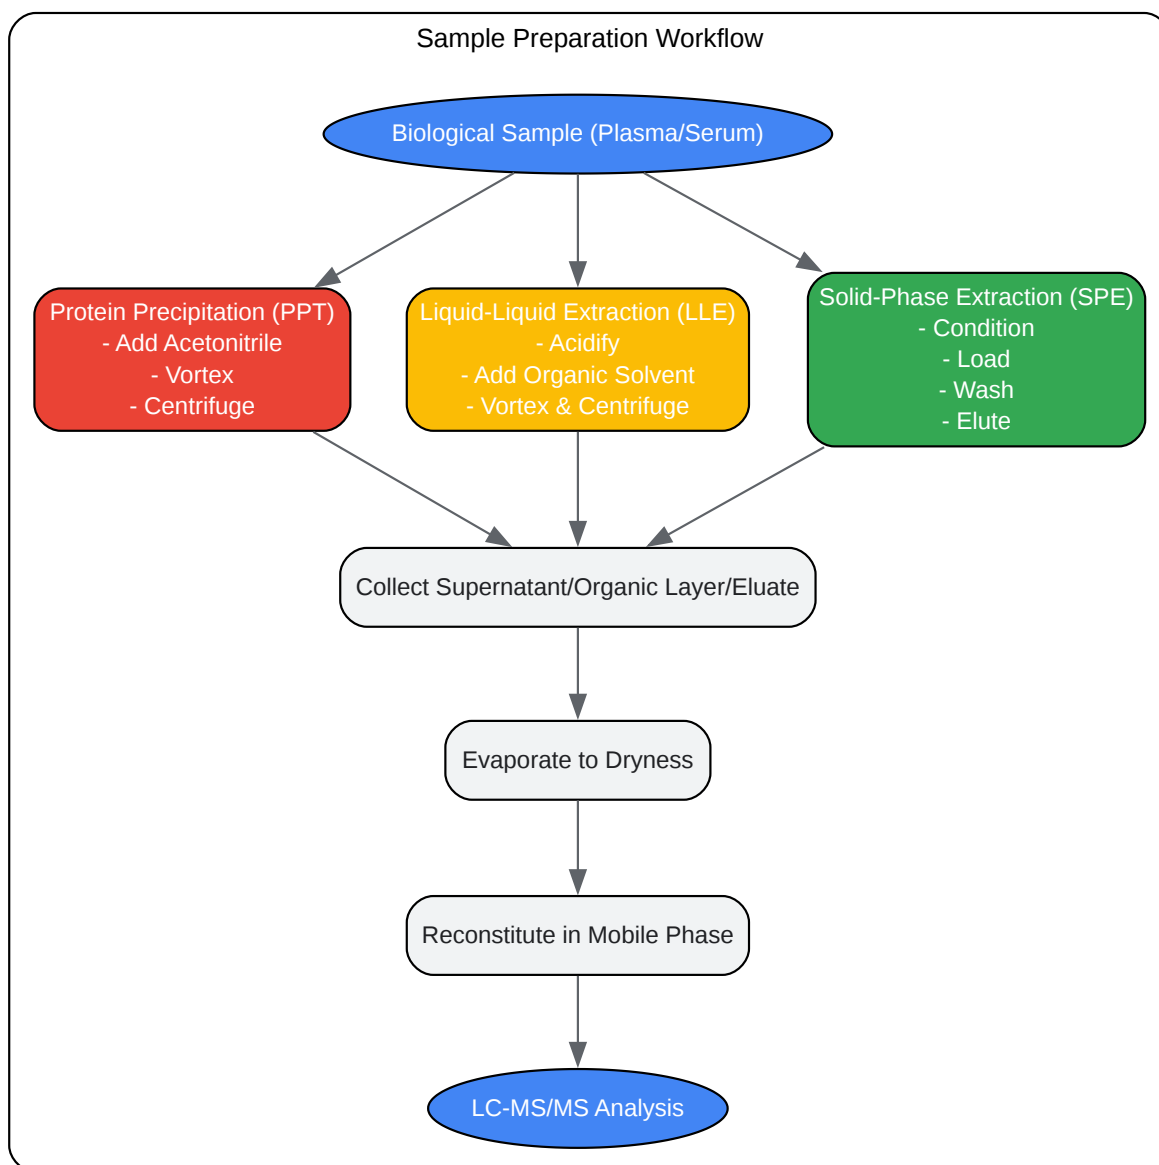 Sample Preparation Workflow
Biological Sample (Plasma/Serum)
Protein Precipitation (PPT)
- Add Acetonitrile
- Vortex
- Centrifuge
Liquid-Liquid Extraction (LLE)
- Acidify
- Add Organic Solvent
- Vortex & Centrifuge
Solid-Phase Extraction (SPE)
- Condition
- Load
- Wash
- Elute
Collect Supernatant/Organic Layer/Eluate
Evaporate to Dryness
Reconstitute in Mobile Phase
LC-MS/MS Analysis